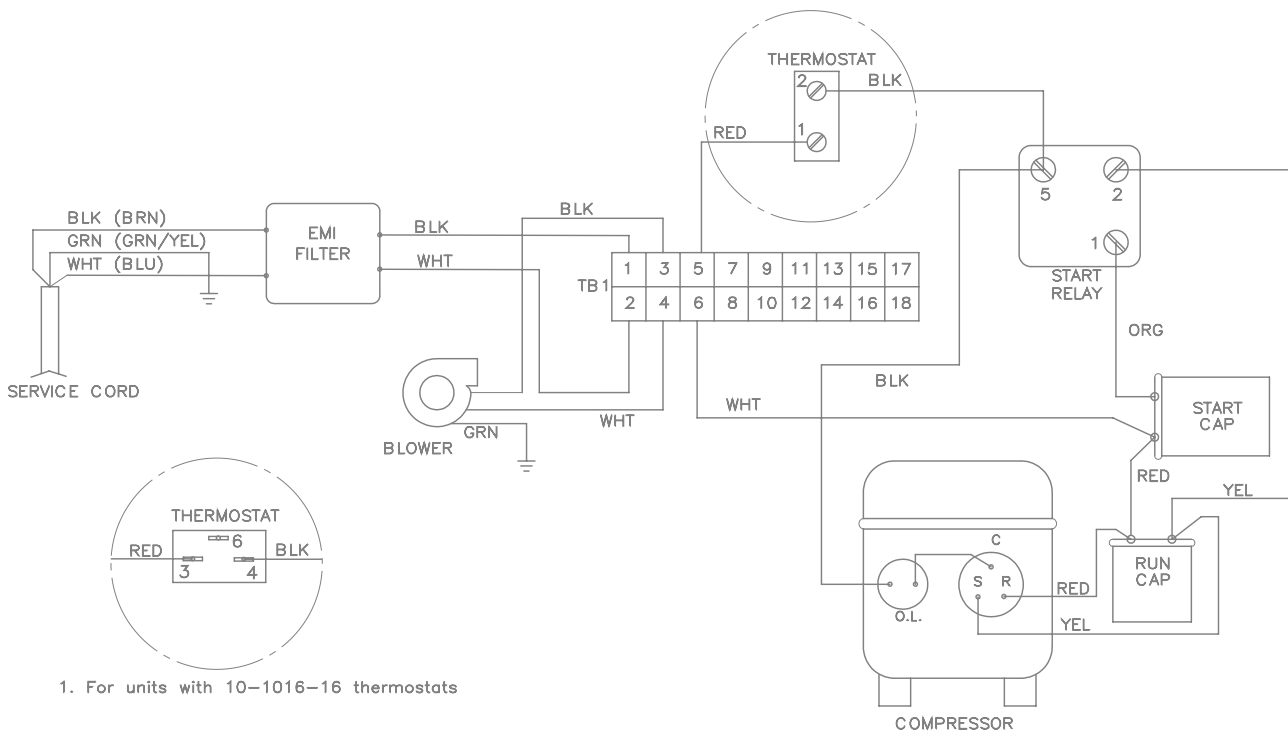 THERMOSTAT
2
BLK
1
RED
5
2
1
START
RELAY
BLK (BRN)
GRN (GRN/YEL)
WHT (BLU)
EMI
FILTER
BLK
WHT
BLK
TB1
1 3 5 7 9 11 13 15 17
2 4 6 8 10 12 14 16 18
SERVICE CORD
BLOWER
GRN
WHT
WHT
BLK
ORG
START
CAP
RED
YEL
RUN
CAP
C
S R
O.L.
RED
YEL
COMPRESSOR
THERMOSTAT
6
RED
BLK
3
4
1. For units with 10-1016-16 thermostats